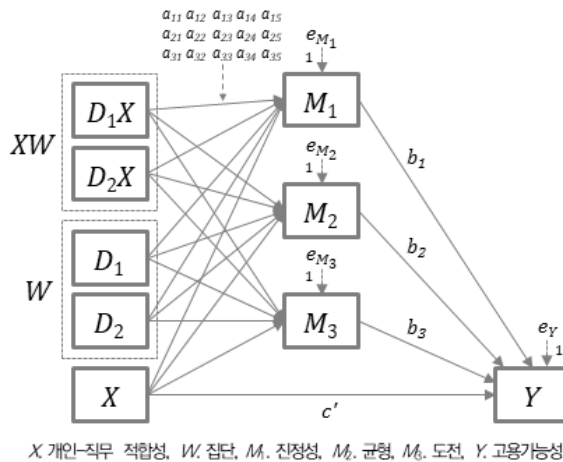 a11 a12 a13 a14 a15
a21 a22 a23 a24 a25
a31 a32 a33 a34 a35
eM1
1
D1X
M1
XW
D2X
b1
eM2
1
M2
b2
D1
W
eM3
1
D2
M3
b3
eY
1
X
Y
c'
X. 개인-직무 적합성, W. 집단, M1. 진정성, M2. 균형, M3. 도전, Y. 고용가능성